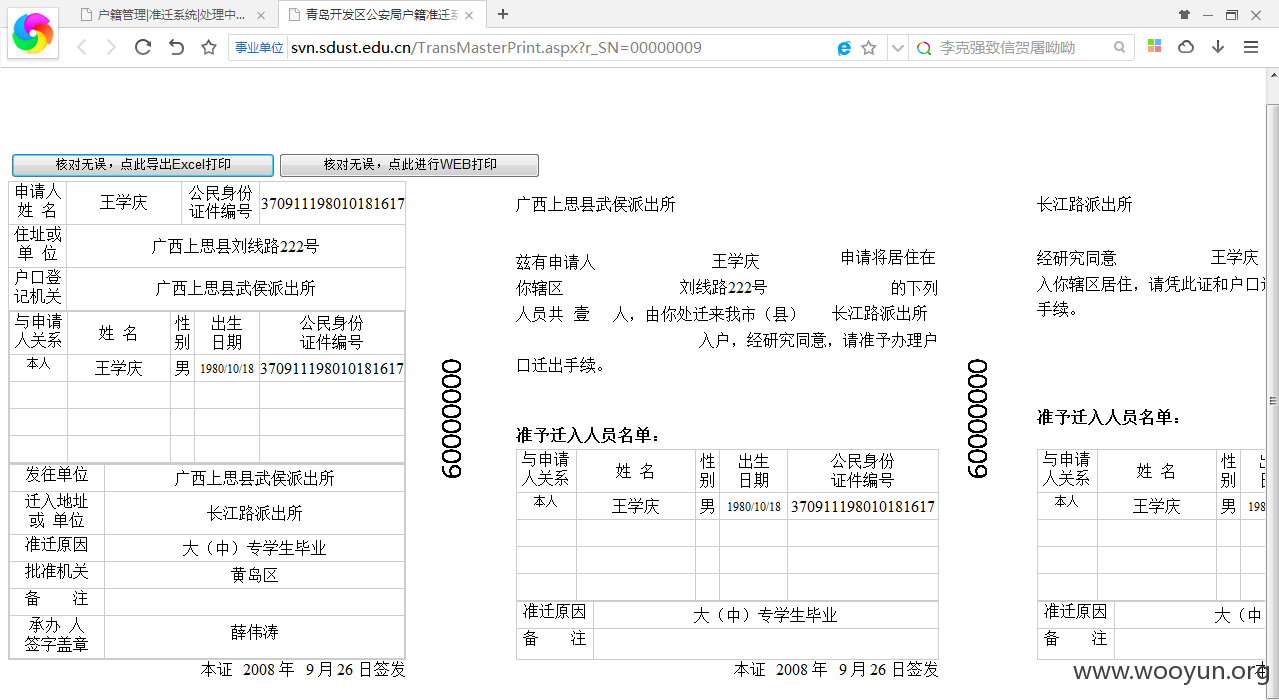 户籍管理|准迁系统|处理中...
青岛开发区公安局户籍准迁系
事业单位 svn.sdust.edu.cn/TransMasterPrint.aspx?r_SN=00000009
李克强致信贺屠呦呦
核对无误，点此导出Excel打印
核对无误，点此进行WEB打印
申请人
姓 名
王学庆
公民身份
证件编号
370911198010181617
住址或
单 位
广西上思县刘线路222号
户口登
记机关
广西上思县武侯派出所
与申请
人关系
姓 名
性
别
出生
日期
公民身份
证件编号
本人
王学庆
男
1980/10/18
370911198010181617
发往单位
广西上思县武侯派出所
迁入地址
或 单位
长江路派出所
准迁原因
大（中）专学生毕业
批准机关
黄岛区
备 注
承办 人
签字盖章
薛伟涛
本证 2008 年 9 月 26 日签发
00000009
广西上思县武侯派出所
兹有申请人 王学庆 申请将居住在
你辖区 刘线路222号 的下列
人员共 壹 人，由你处迁来我市（县） 长江路派出所
入户，经研究同意，请准予办理户
口迁出手续。
准予迁入人员名单：
与申请
人关系
姓 名
性
别
出生
日期
公民身份
证件编号
本人
王学庆
男
1980/10/18
370911198010181617
准迁原因
大（中）专学生毕业
备 注
本证 2008 年 9 月 26 日签发
00000009
长江路派出所
经研究同意 王学庆
入你辖区居住，请凭此证和户口
手续。
准予迁入人员名单：
与申请
人关系
姓 名
性
别
本人
王学庆
男
198
准迁原因
大（中
备 注
www.wooyun.org